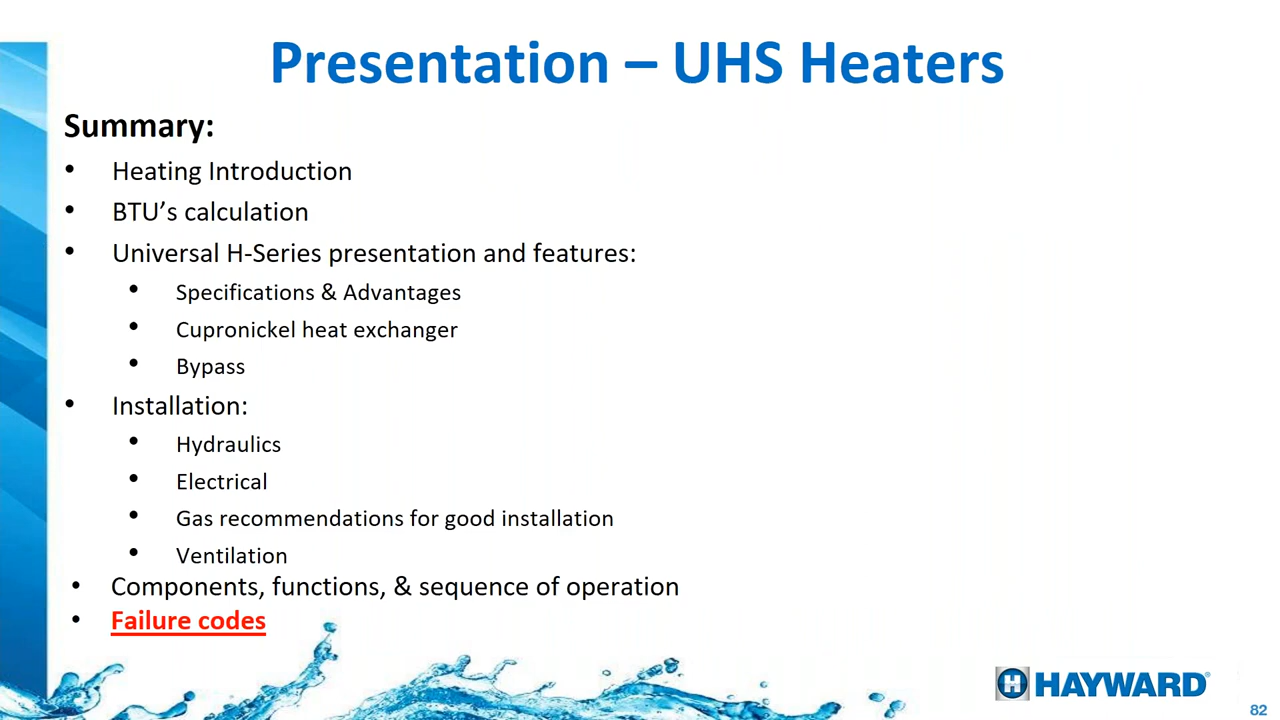 Presentation – UHS Heaters
Summary:
• Heating Introduction
• BTU’s calculation
• Universal H-Series presentation and features:
• Specifications & Advantages
• Cupronickel heat exchanger
• Bypass
• Installation:
• Hydraulics
• Electrical
• Gas recommendations for good installation
• Ventilation
• Components, functions, & sequence of operation
• Failure codes
H HAYWARD®
82